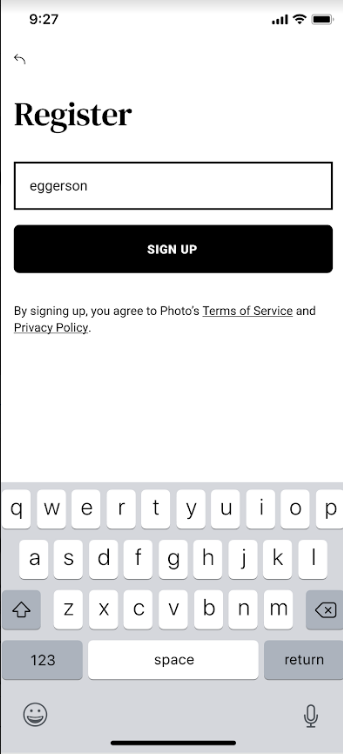 9:27
Register
eggerson
SIGN UP
By signing up, you agree to Photo's Terms of Service and
Privacy Policy.
q w e r t y u i o p
a s d f g h j k l
z x c v b n m
123 space return